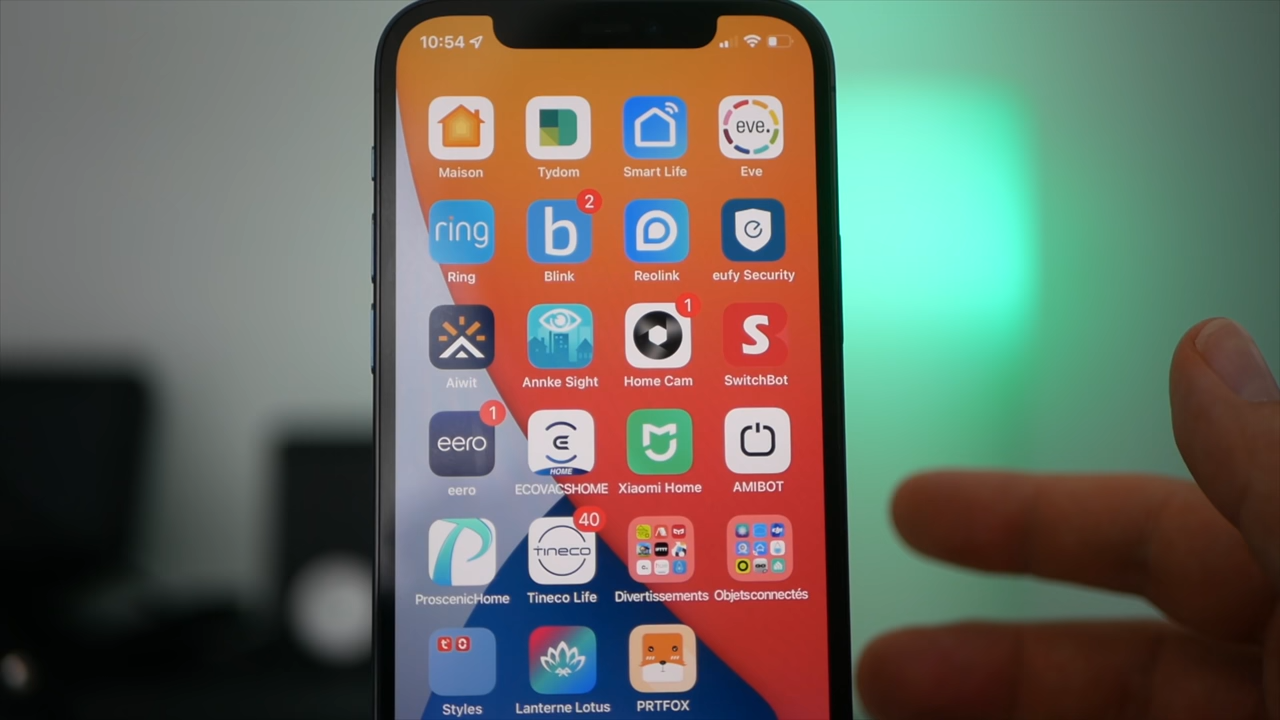 10:54
Maison Tydom Smart Life Eve
eve.
ring b 2
Ring Blink Reolink eufy Security
1 S
Aiwit Annke Sight Home Cam SwitchBot
eero 1 HOME
eero ECOVACSHOME Xiaomi Home AMIBOT
Tineco 40
ProscenicHome Tineco Life Divertissements Objetsconnectés
Styles Lanterne Lotus PRTFOX